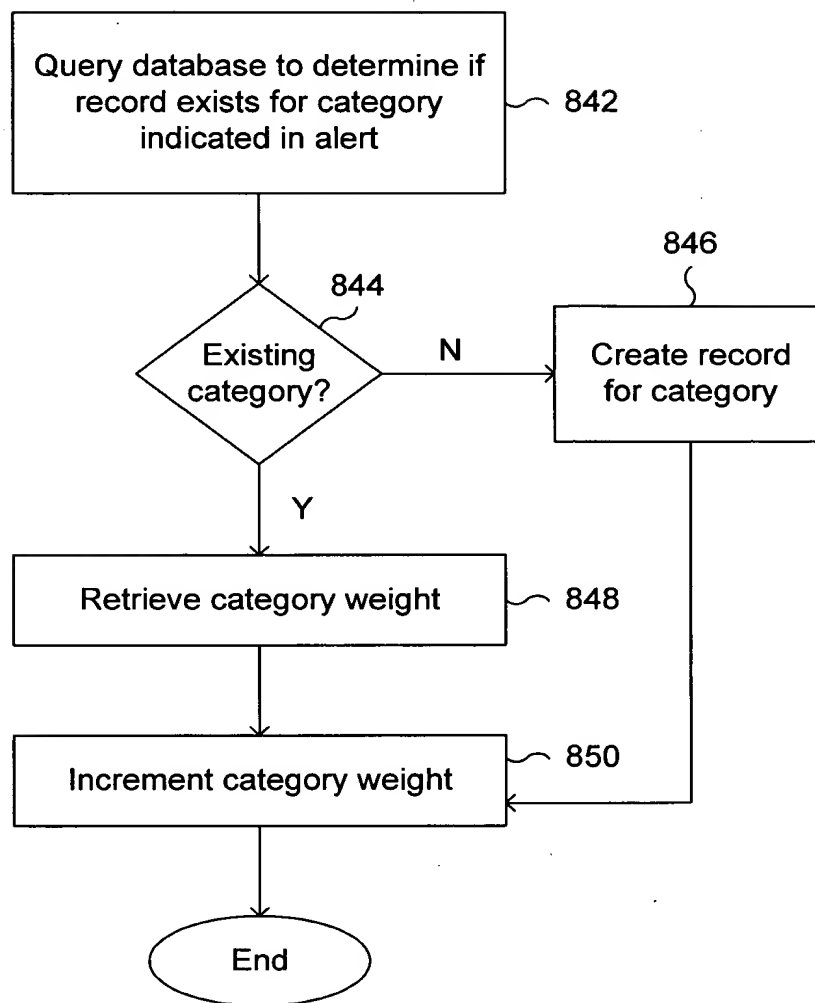 Query database to determine if
record exists for category
indicated in alert
842
844
846
Existing
category?
N
Create record
for category
Y
Retrieve category weight
848
Increment category weight
850
End